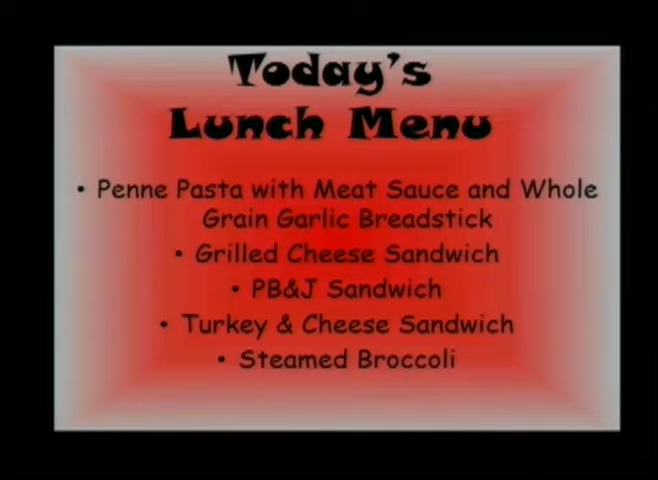 Today's
Lunch Menu
• Penne Pasta with Meat Sauce and Whole
Grain Garlic Breadstick
• Grilled Cheese Sandwich
• PB&J Sandwich
• Turkey & Cheese Sandwich
• Steamed Broccoli